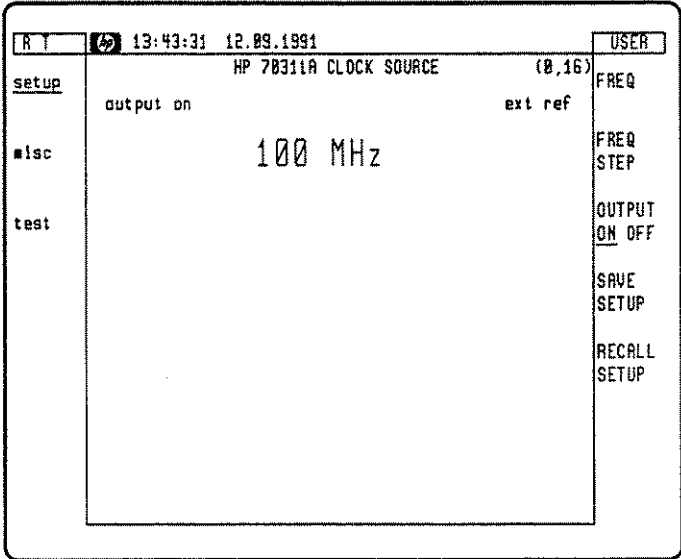 R T
hp 13:43:31 12.09.1991
USER
HP 70311A CLOCK SOURCE (0,16)
setup
output on
ext ref
misc
100 MHz
test
FREQ
FREQ
STEP
OUTPUT
ON OFF
SAVE
SETUP
RECALL
SETUP